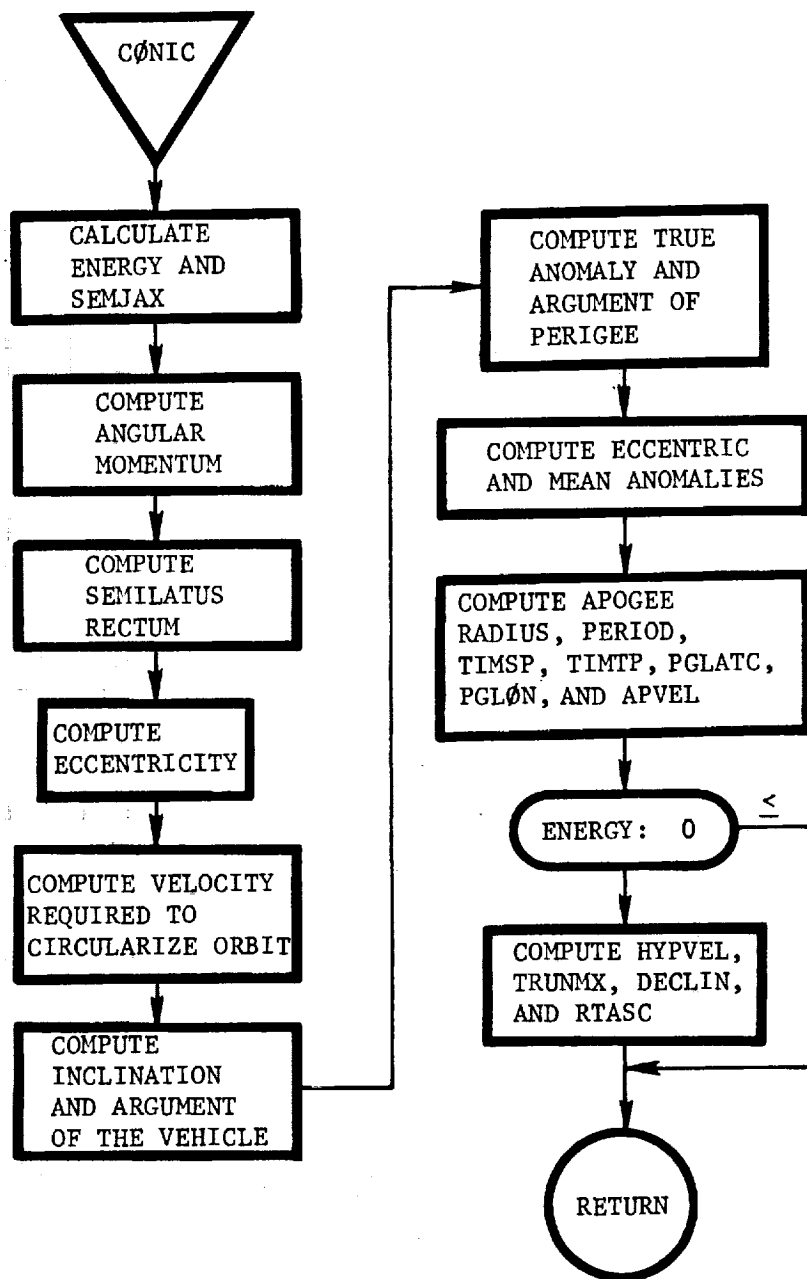 CØNIC
CALCULATE
ENERGY AND
SEMJAX
COMPUTE
ANGULAR
MOMENTUM
COMPUTE
SEMILATUS
RECTUM
COMPUTE
ECCENTRICITY
COMPUTE VELOCITY
REQUIRED TO
CIRCULARIZE ORBIT
COMPUTE
INCLINATION
AND ARGUMENT
OF THE VEHICLE
COMPUTE TRUE
ANOMALY AND
ARGUMENT OF
PERIGEE
COMPUTE ECCENTRIC
AND MEAN ANOMALIES
COMPUTE APOGEE
RADIUS, PERIOD,
TIMSP, TIMTP, PGLATC,
PGLØN, AND APVEL
ENERGY: 0
≤
COMPUTE HYPVEL,
TRUNMX, DECLIN,
AND RTASC
RETURN